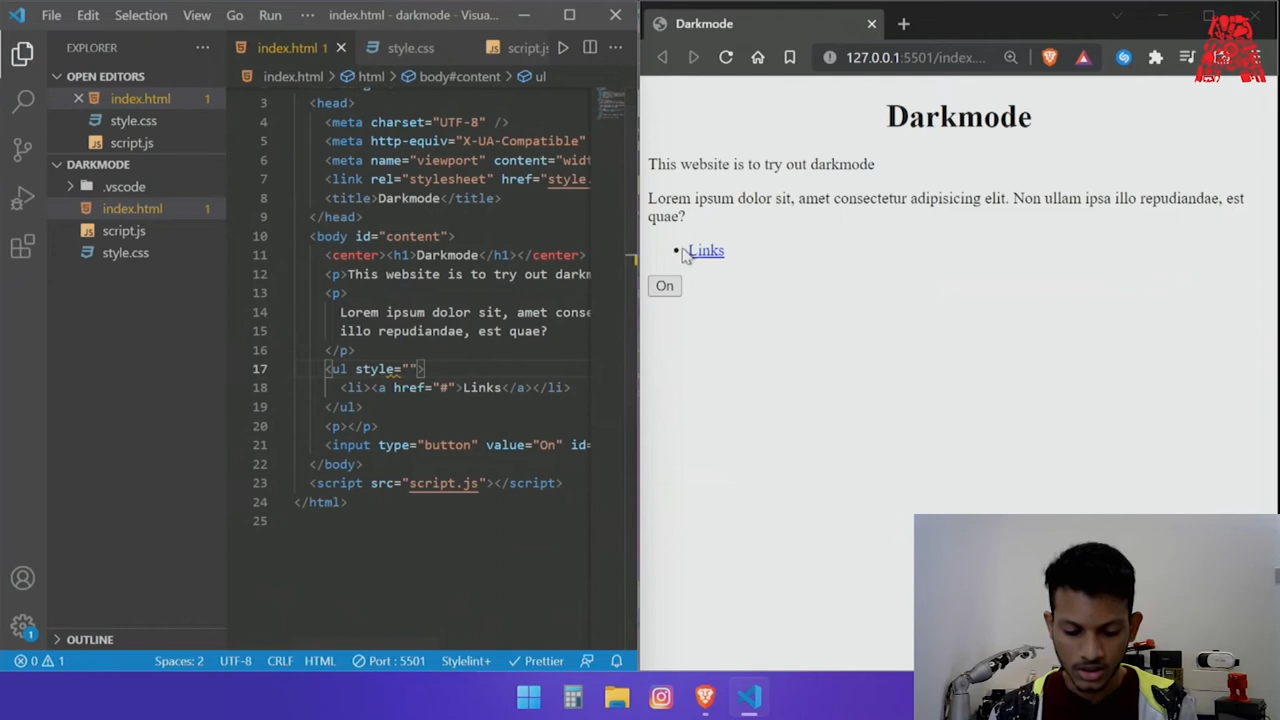 File Edit Selection View Go Run ··· index.html - darkmode - Visua...
EXPLORER ···
OPEN EDITORS
index.html 1
style.css
script.js
DARKMODE
.vscode
index.html 1
script.js
style.css
OUTLINE
index.html 1 style.css script.js ···
index.html > html > body#content > ul
3 <head>
4 <meta charset="UTF-8" />
5 <meta http-equiv="X-UA-Compatible"
6 <meta name="viewport" content="widt
7 <link rel="stylesheet" href="style.
8 <title>Darkmode</title>
9 </head>
10 <body id="content">
11 <center><h1>Darkmode</h1></center>
12 <p>This website is to try out darkm
13 <p>
14 Lorem ipsum dolor sit, amet conse
15 illo repudiandae, est quae?
16 </p>
17 <ul style="">
18 <li><a href="#">Links</a></li>
19 </ul>
20 <p></p>
21 <input type="button" value="On" id=
22 </body>
23 <script src="script.js"></script>
24 </html>
25
0 1 Spaces: 2 UTF-8 CRLF HTML Port : 5501 Stylelint+ Prettier
1
Darkmode
127.0.0.1:5501/index....
Darkmode
This website is to try out darkmode
Lorem ipsum dolor sit, amet consectetur adipisicing elit. Non ullam ipsa illo repudiandae, est
quae?
• Links
On